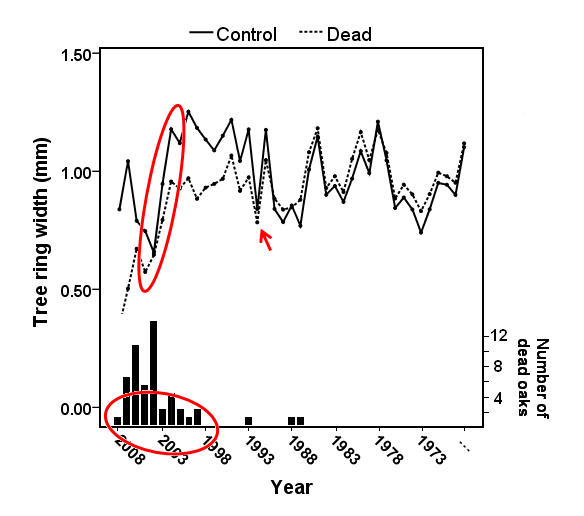 Control Dead
1.50
1.00
0.50
0.00
Tree ring width (mm)
12
8
4
Number of
dead oaks
2008 2003 1998 1993 1988 1983 1978 1973 ...
Year